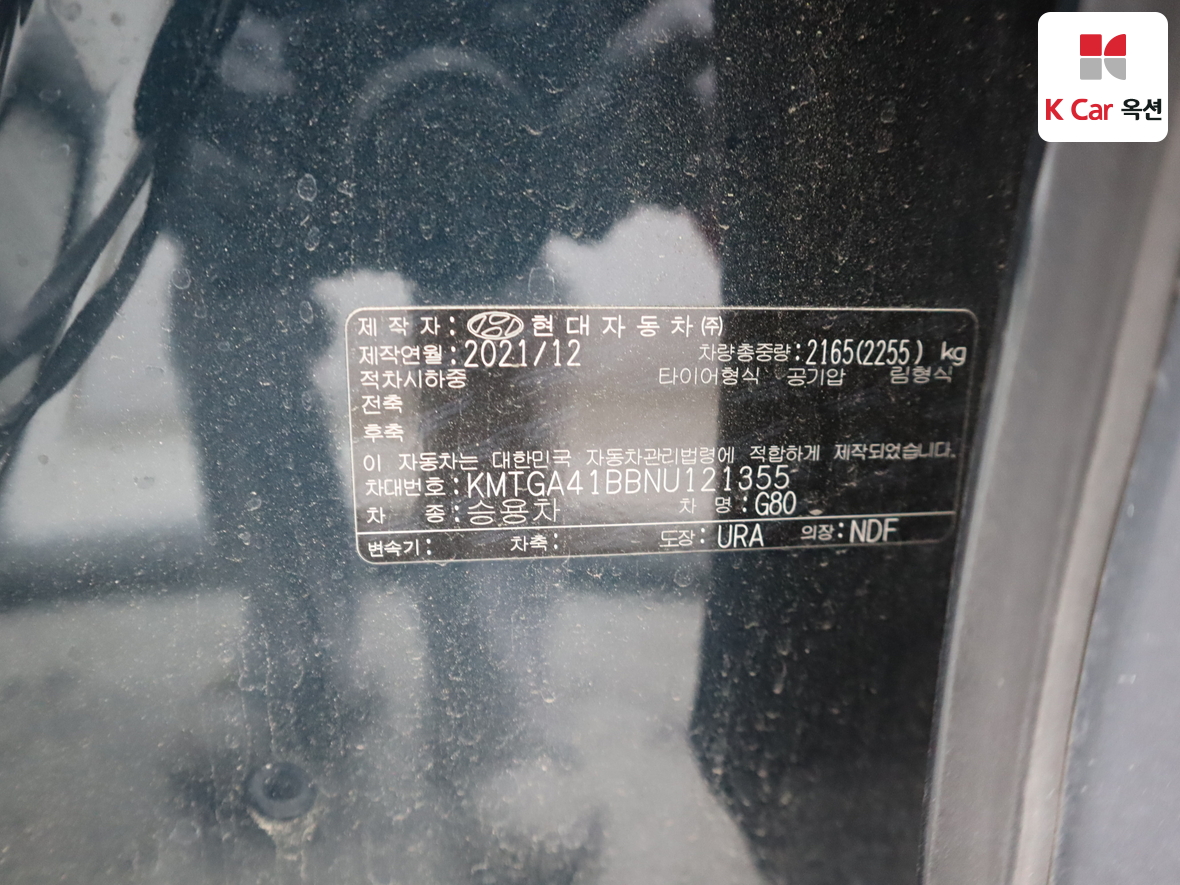 K Car 옥션
제 작 자 : 현 대 자 동 차 ㈜
제작연월 : 2021/12 차량총중량 : 2165(2255) kg
적차시하중 타이어형식 공기압 림형식
전축
후축
이 자동차는 대한민국 자동차관리법령에 적합하게 제작되었습니다.
차대번호 : KMTGA41BBNU121355
차 종 : 승용차 차 명 : G80
변속기 : 차축 : 도장 : URA 의장 : NDF